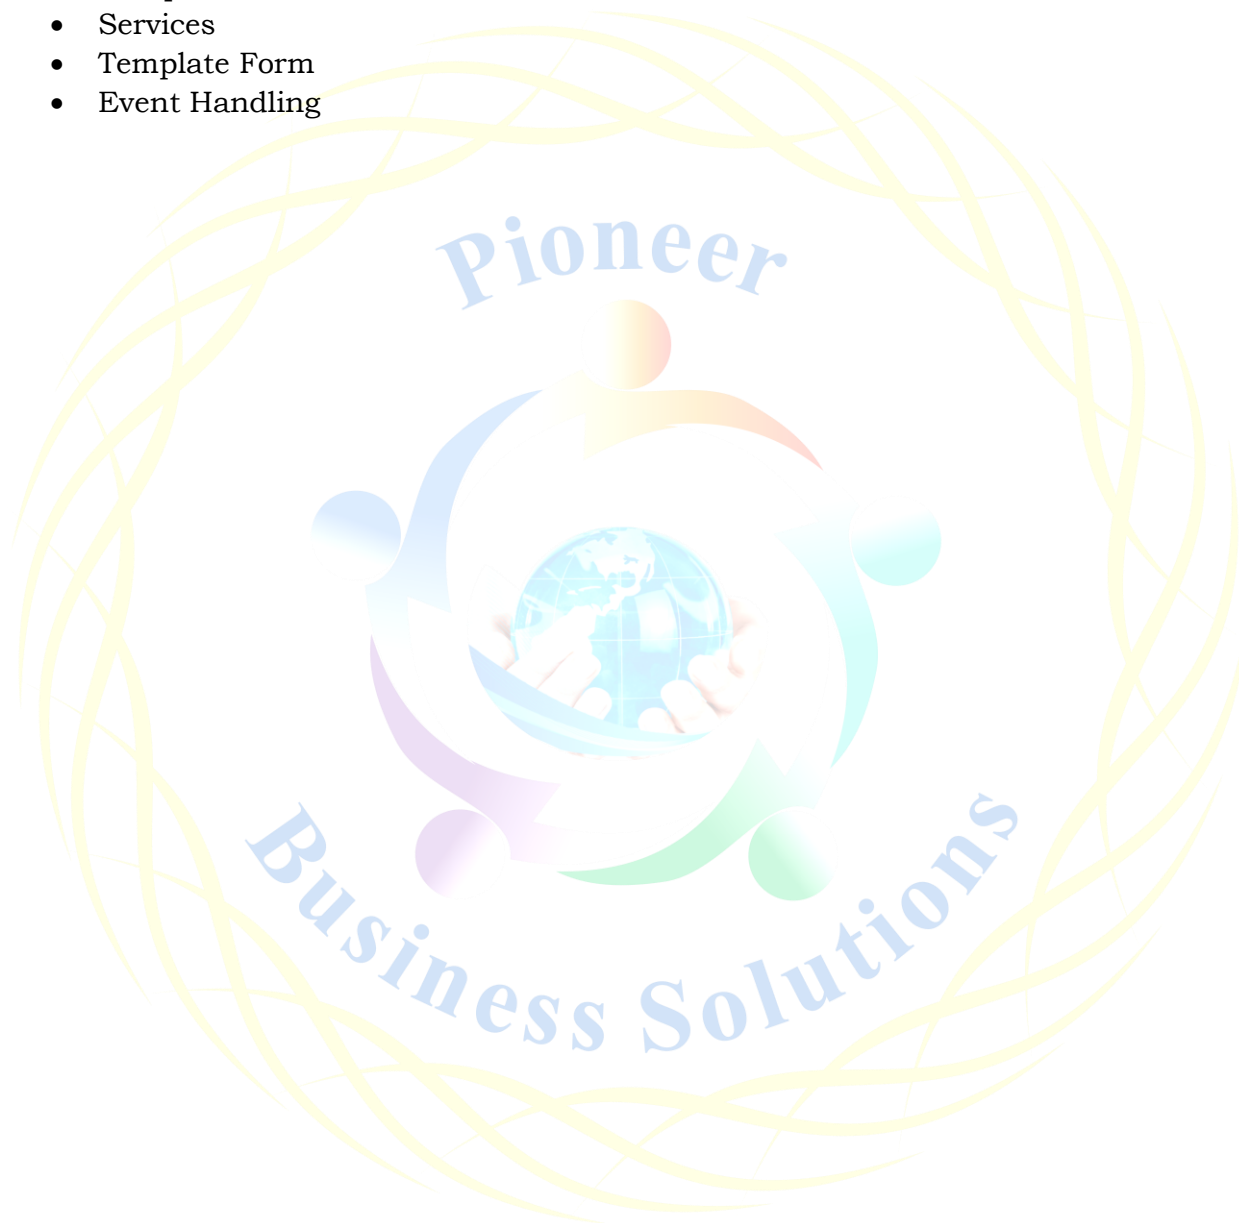 • Services
• Template Form
• Event Handling
Pioneer
Business Solutions